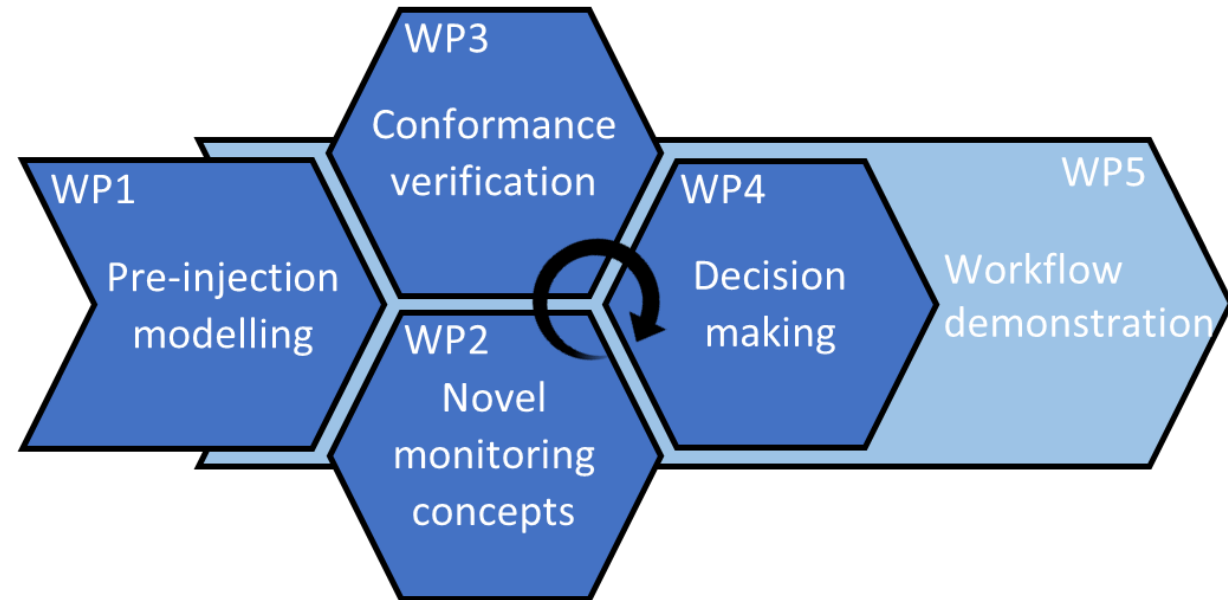 WP1
Pre-injection
modelling
WP3
Conformance
verification
WP2
Novel
monitoring
concepts
WP4
Decision
making
WP5
Workflow
demonstration